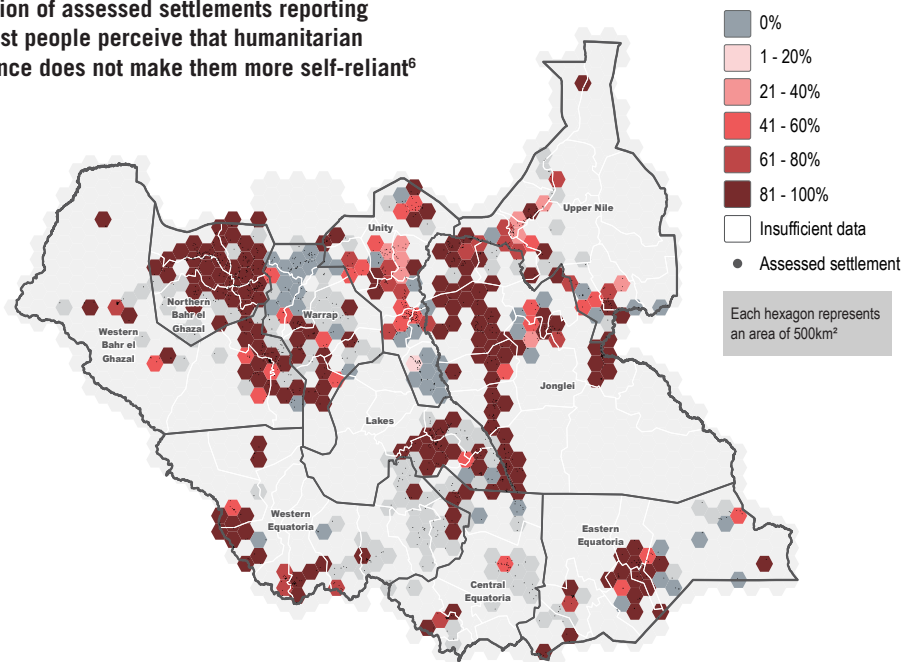 ion of assessed settlements reporting
st people perceive that humanitarian
nce does not make them more self-reliant⁶
0%
1 - 20%
21 - 40%
41 - 60%
61 - 80%
81 - 100%
Insufficient data
Assessed settlement
Each hexagon represents
an area of 500km²
Upper Nile
Unity
Northern
Bahr el
Ghazal
Warrap
Western
Bahr el
Ghazal
Jonglei
Lakes
Western
Equatoria
Eastern
Equatoria
Central
Equatoria